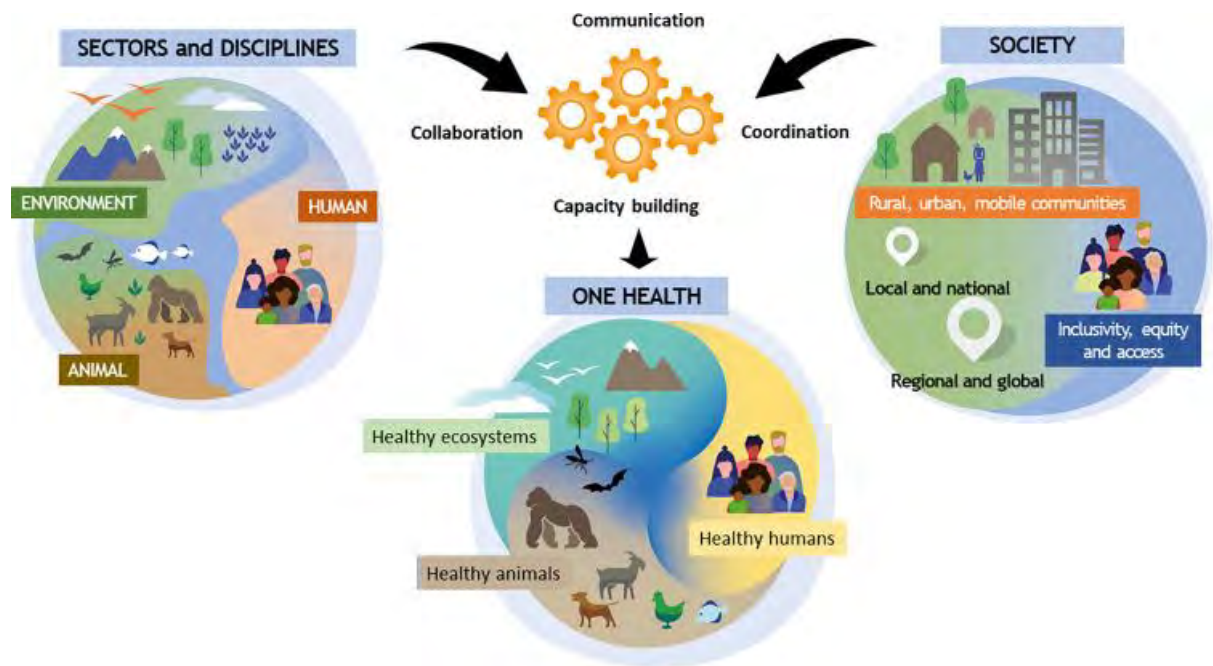 SECTORS and DISCIPLINES
ENVIRONMENT
HUMAN
ANIMAL
Communication
Collaboration
Coordination
Capacity building
SOCIETY
Rural, urban, mobile communities
Local and national
Inclusivity, equity
and access
Regional and global
ONE HEALTH
Healthy ecosystems
Healthy humans
Healthy animals